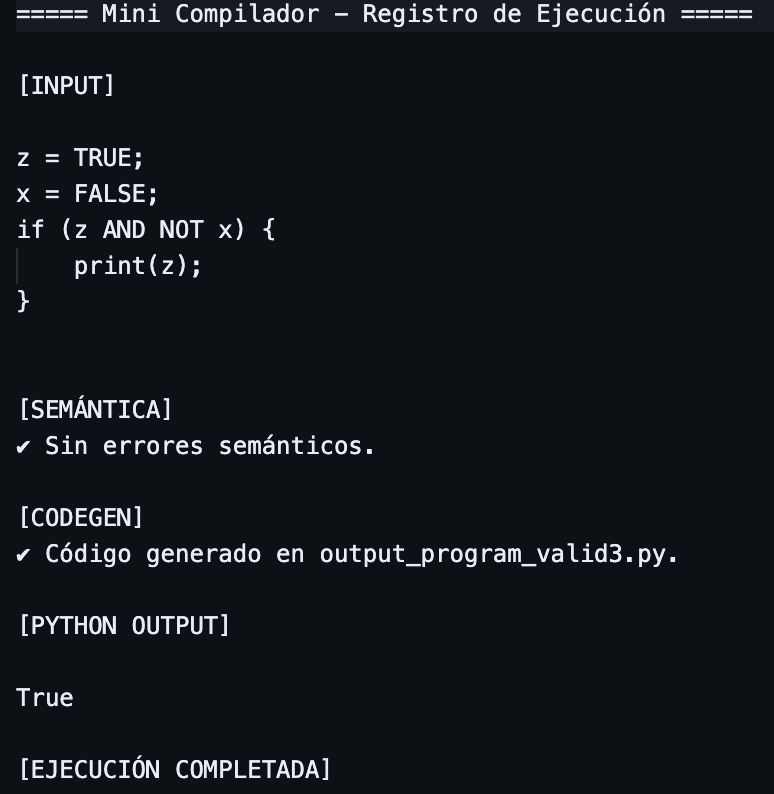 ===== Mini Compilador - Registro de Ejecución =====
[INPUT]
z = TRUE;
x = FALSE;
if (z AND NOT x) {
    print(z);
}
[SEMÁNTICA]
✔ Sin errores semánticos.
[CODEGEN]
✔ Código generado en output_program_valid3.py.
[PYTHON OUTPUT]
True
[EJECUCIÓN COMPLETADA]